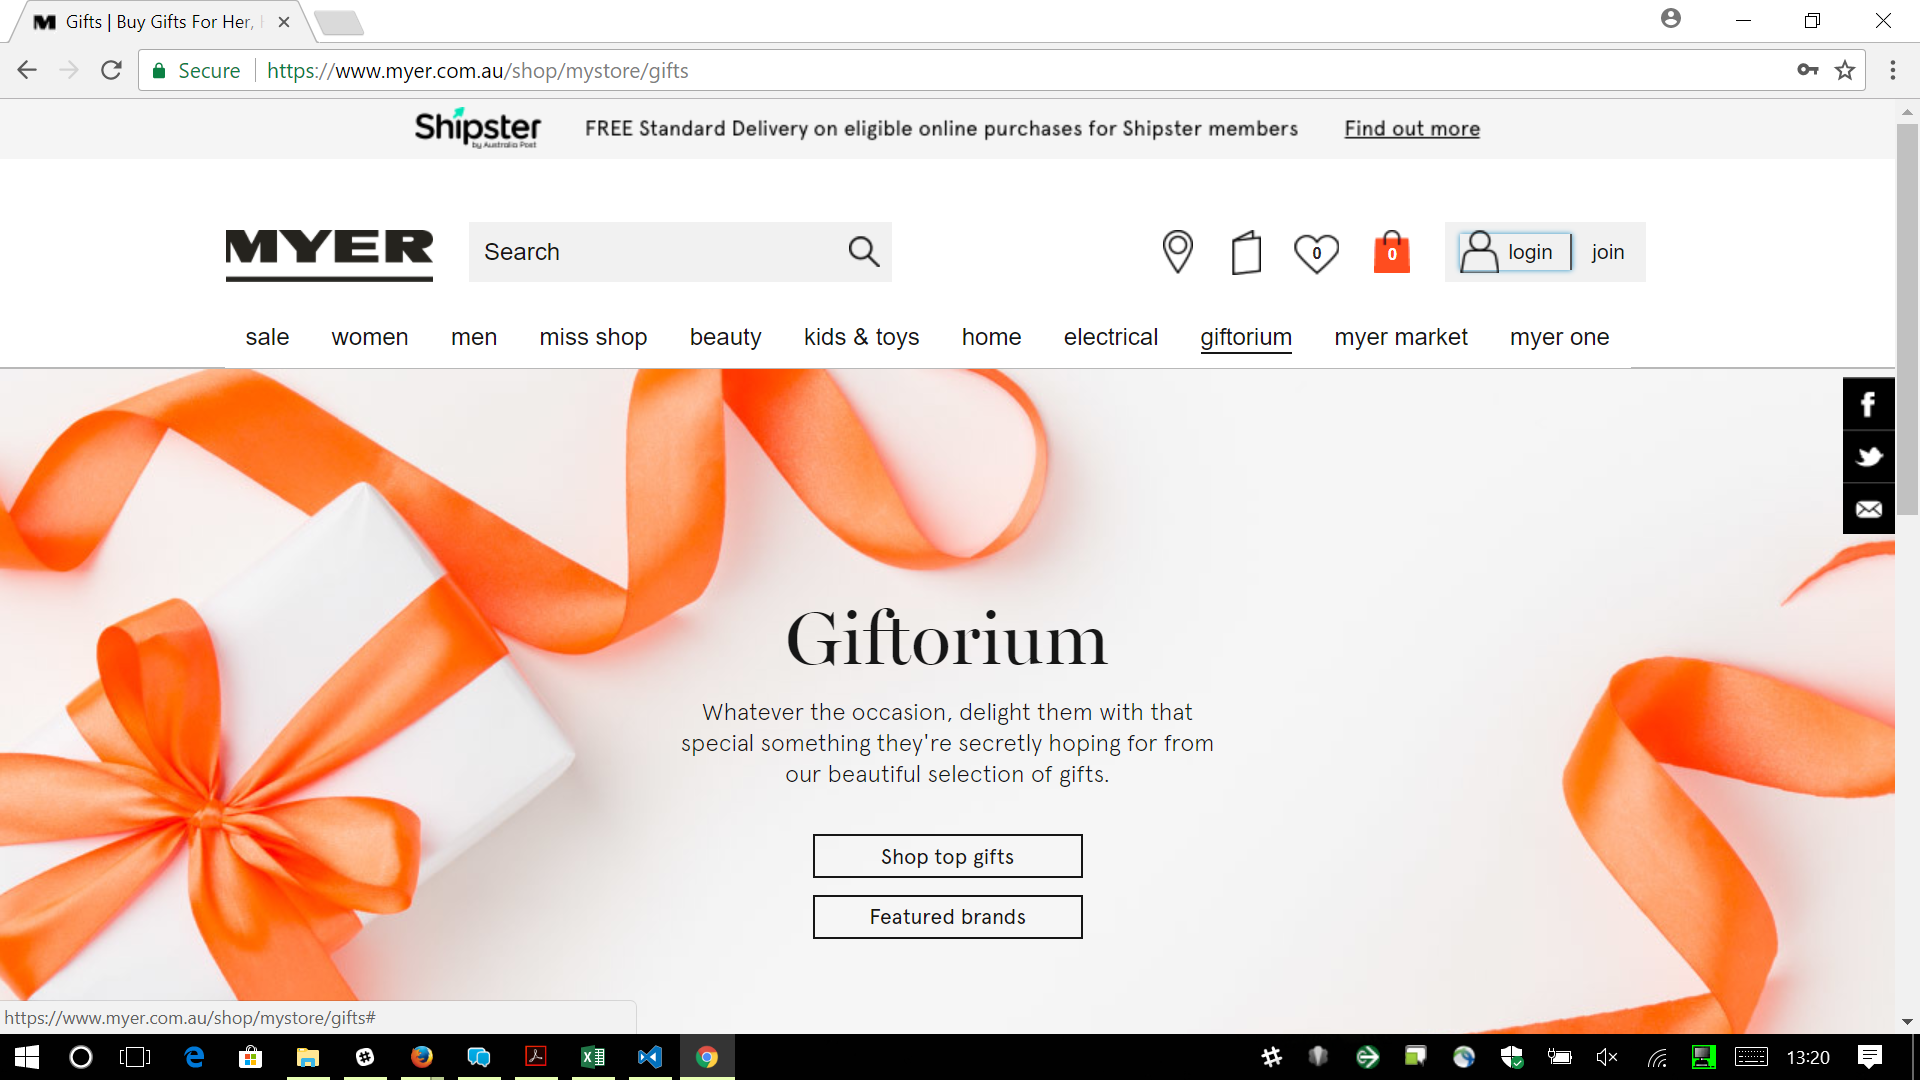 Gifts | Buy Gifts For Her,
Secure
https://www.myer.com.au/shop/mystore/gifts
Shipster
by Australia Post
FREE Standard Delivery on eligible online purchases for Shipster members
Find out more
MYER
Search
0
0
login
join
sale
women
men
miss shop
beauty
kids & toys
home
electrical
giftorium
myer market
myer one
Giftorium
Whatever the occasion, delight them with that
special something they're secretly hoping for from
our beautiful selection of gifts.
Shop top gifts
Featured brands
https://www.myer.com.au/shop/mystore/gifts#
13:20